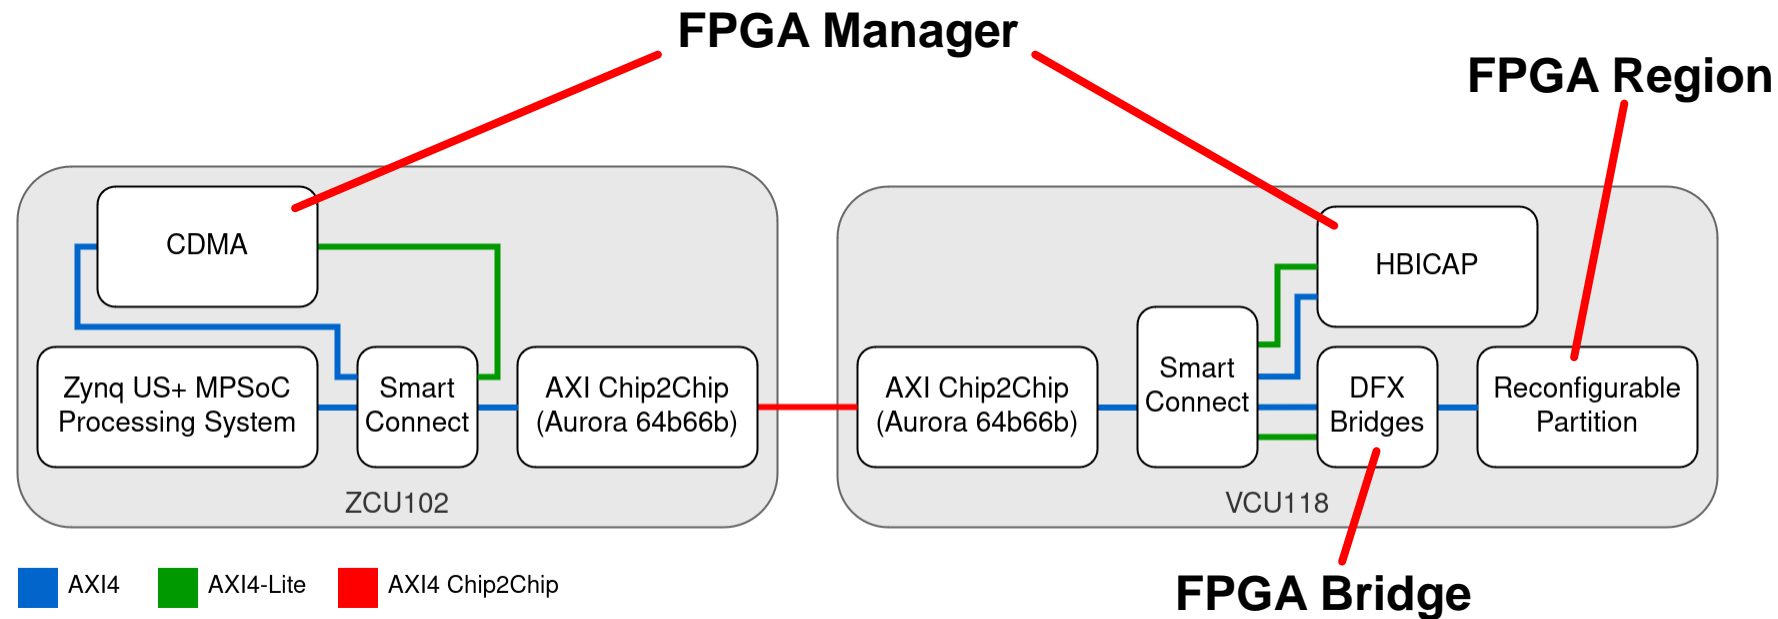 FPGA Manager
FPGA Region
CDMA
HBICAP
Zynq US+ MPSoC
Processing System
Smart
Connect
AXI Chip2Chip
(Aurora 64b66b)
AXI Chip2Chip
(Aurora 64b66b)
Smart
Connect
DFX
Bridges
Reconfigurable
Partition
ZCU102
VCU118
AXI4
AXI4-Lite
AXI4 Chip2Chip
FPGA Bridge